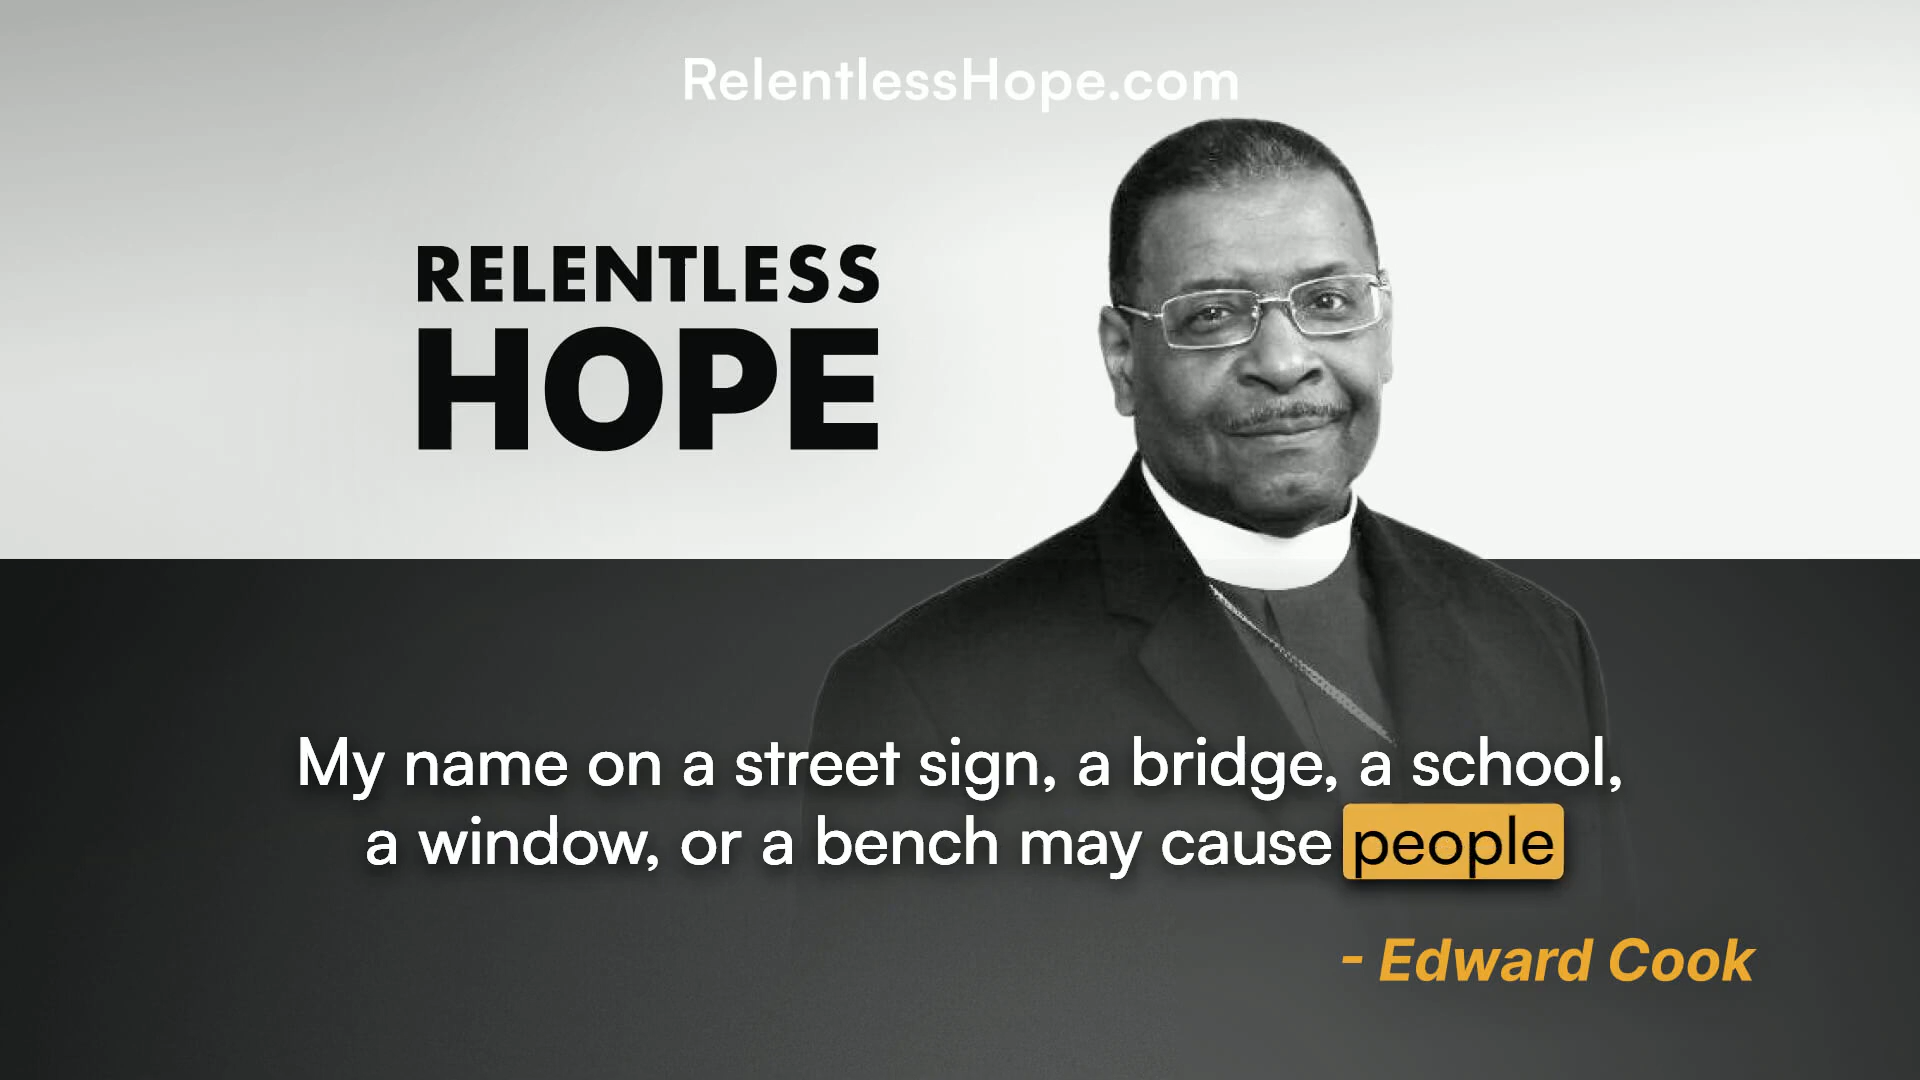 RelentlessHope.com
RELENTLESS
HOPE
My name on a street sign, a bridge, a school,
a window, or a bench may cause people
- Edward Cook